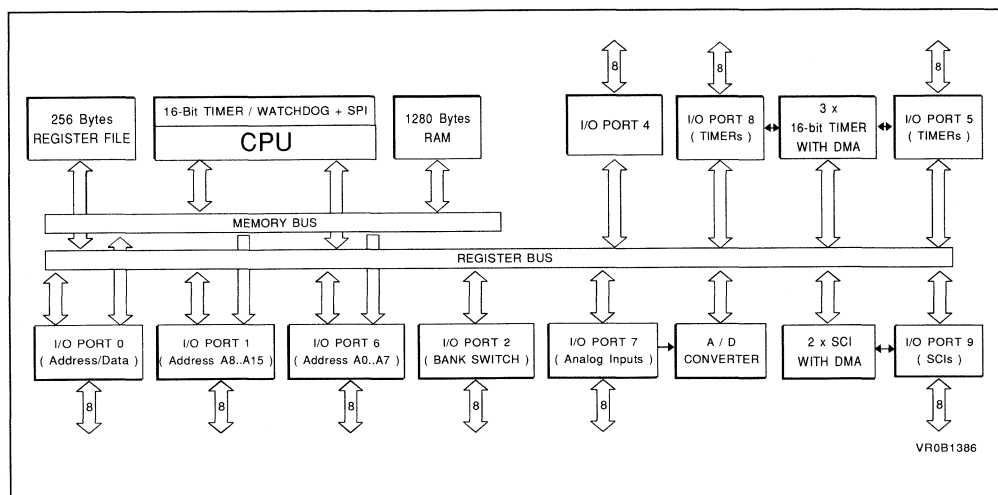 8
8
8
256 Bytes
REGISTER FILE
16-Bit TIMER / WATCHDOG + SPI
CPU
1280 Bytes
RAM
I/O PORT 4
I/O PORT 8
( TIMERs )
3 x
16-bit TIMER
WITH DMA
I/O PORT 5
( TIMERs )
MEMORY BUS
REGISTER BUS
I/O PORT 0
( Address/Data )
I/O PORT 1
( Address A8..A15 )
I/O PORT 6
( Address A0..A7 )
I/O PORT 2
( BANK SWITCH )
I/O PORT 7
( Analog Inputs )
A / D
CONVERTER
2 x SCI
WITH DMA
I/O PORT 9
( SCIs )
8
8
8
8
8
8
VR0B1386